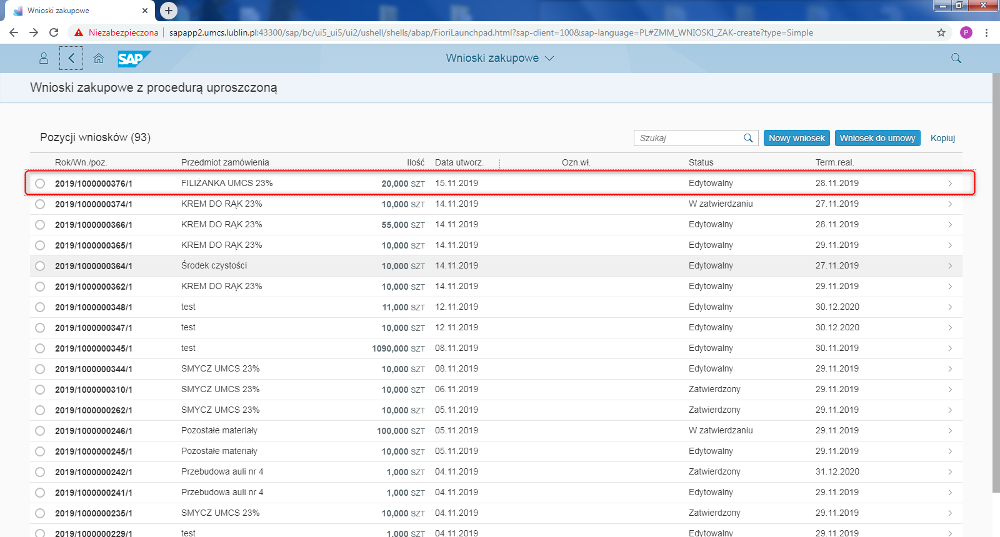 Wnioski zakupowe
Niezabezpieczona sapapp2.umcs.lublin.pl:43300/sap/bc/ui5_ui5/ui2/ushell/shells/abap/FioriLaunchpad.html?sap-client=100&sap-language=PL#ZMM_WNIOSKI_ZAK-create?type=Simple P
SAP Wnioski zakupowe
Wnioski zakupowe z procedurą uproszczoną
Pozycji wniosków (93) Szukaj Nowy wniosek Wniosek do umowy Kopiuj
Rok/Wn./poz. Przedmiot zamówienia Ilość Data utworz. Ozn.wł. Status Term.real.
2019/1000000376/1 FILIŻANKA UMCS 23% 20,000 SZT 15.11.2019 Edytowalny 28.11.2019
2019/1000000374/1 KREM DO RĄK 23% 10,000 SZT 14.11.2019 W zatwierdzaniu 27.11.2019
2019/1000000366/1 KREM DO RĄK 23% 55,000 SZT 14.11.2019 Edytowalny 28.11.2019
2019/1000000365/1 KREM DO RĄK 23% 10,000 SZT 14.11.2019 Edytowalny 29.11.2019
2019/1000000364/1 Środek czystości 10,000 SZT 14.11.2019 Edytowalny 27.11.2019
2019/1000000362/1 KREM DO RĄK 23% 10,000 SZT 14.11.2019 Edytowalny 29.11.2019
2019/1000000348/1 test 11,000 SZT 12.11.2019 Edytowalny 30.12.2020
2019/1000000347/1 test 10,000 SZT 12.11.2019 Edytowalny 30.12.2020
2019/1000000345/1 test 1090,000 SZT 08.11.2019 Edytowalny 30.11.2019
2019/1000000344/1 SMYCZ UMCS 23% 10,000 SZT 08.11.2019 Edytowalny 29.11.2019
2019/1000000310/1 SMYCZ UMCS 23% 10,000 SZT 06.11.2019 Zatwierdzony 29.11.2019
2019/1000000262/1 SMYCZ UMCS 23% 10,000 SZT 05.11.2019 Zatwierdzony 29.11.2019
2019/1000000246/1 Pozostałe materiały 100,000 SZT 05.11.2019 W zatwierdzaniu 29.11.2019
2019/1000000245/1 Pozostałe materiały 10,000 SZT 05.11.2019 Edytowalny 29.11.2019
2019/1000000242/1 Przebudowa auli nr 4 1,000 SZT 04.11.2019 Zatwierdzony 31.12.2020
2019/1000000241/1 Przebudowa auli nr 4 1,000 SZT 04.11.2019 Edytowalny 29.11.2019
2019/1000000235/1 SMYCZ UMCS 23% 10,000 SZT 04.11.2019 Zatwierdzony 29.11.2019
2019/1000000229/1 test 1,000 SZT 04.11.2019 Edytowalny 29.11.2019